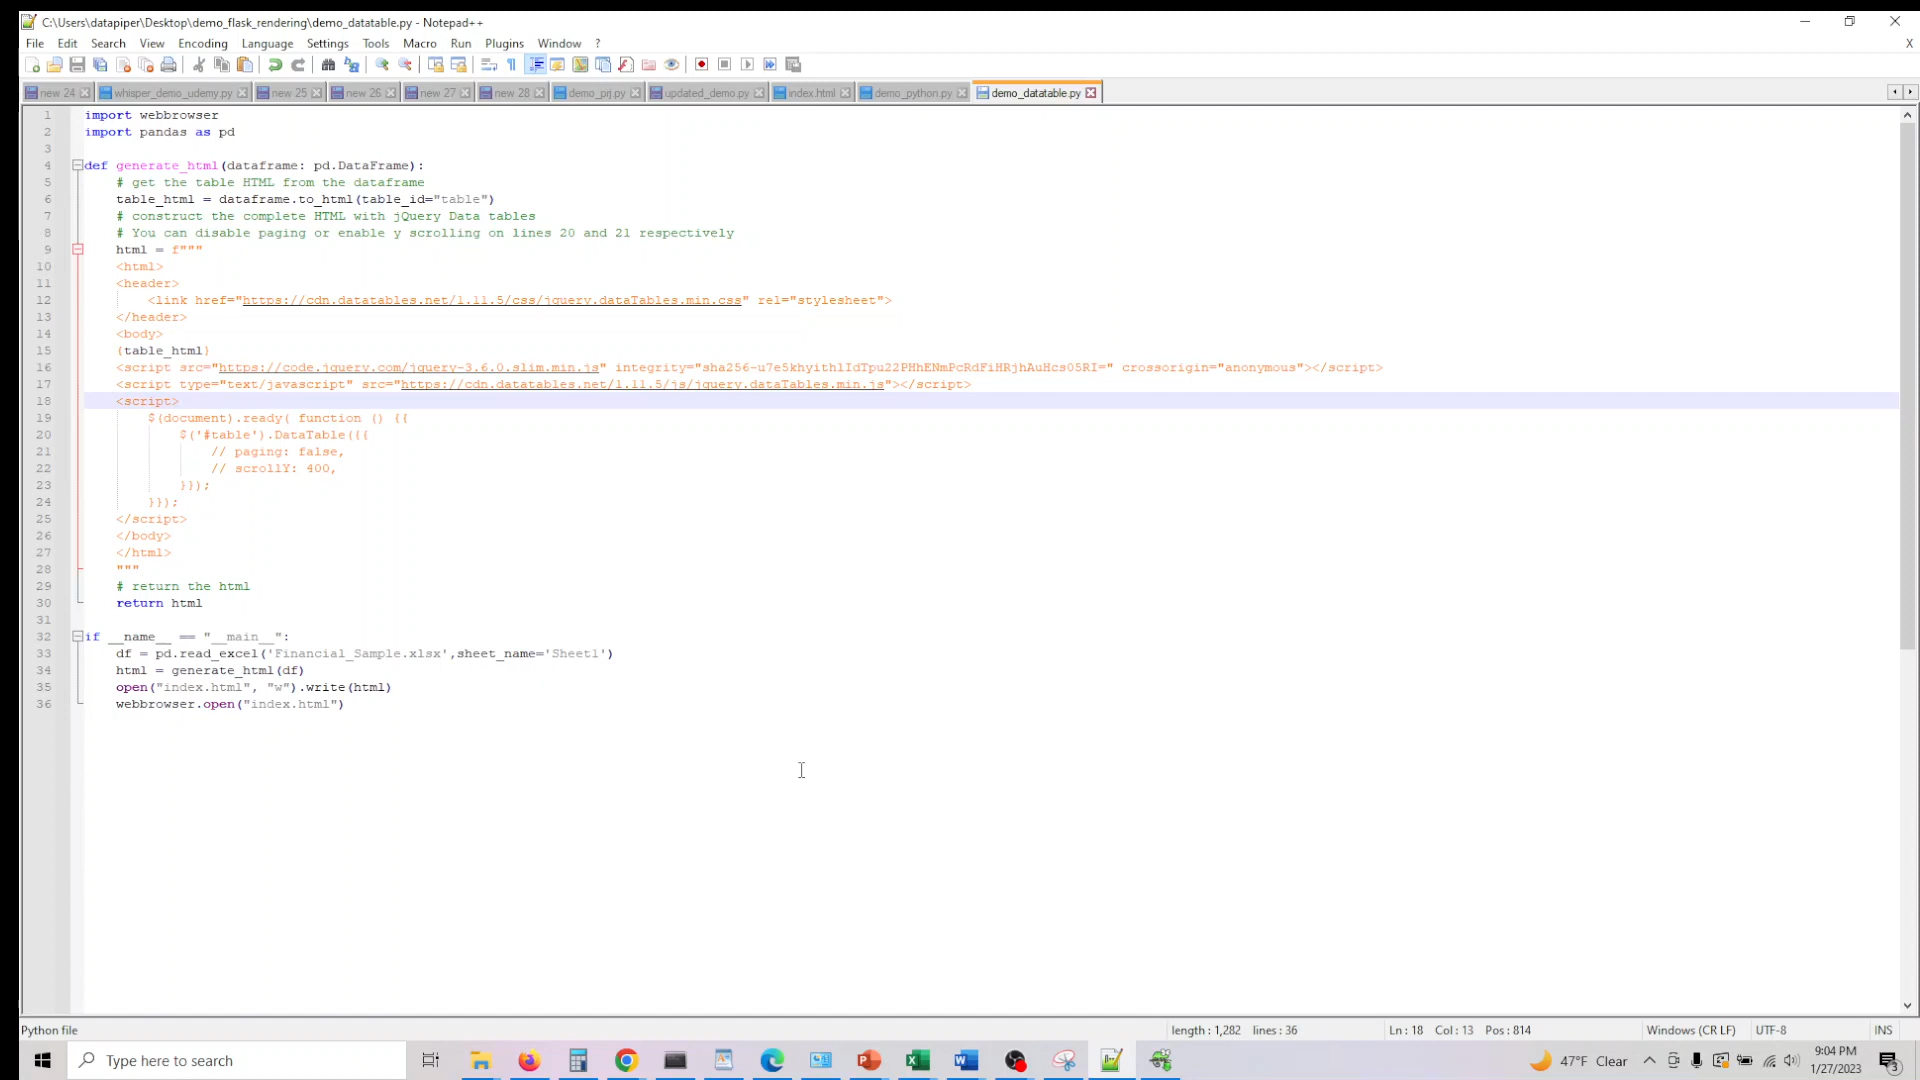 C:\Users\datapiper\Desktop\demo_flask_rendering\demo_datatable.py - Notepad++
File Edit Search View Encoding Language Settings Tools Macro Run Plugins Window ? X
new 24 whisper_demo_udemy.py new 25 new 26 new 27 new 28 demo_prj.py updated_demo.py index.html demo_python.py demo_datatable.py
1 import webbrowser
2 import pandas as pd
3
4 def generate_html(dataframe: pd.DataFrame):
5 # get the table HTML from the dataframe
6 table_html = dataframe.to_html(table_id="table")
7 # construct the complete HTML with jQuery Data tables
8 # You can disable paging or enable y scrolling on lines 20 and 21 respectively
9 html = f"""
10 <html>
11 <header>
12 <link href="https://cdn.datatables.net/1.11.5/css/jquery.dataTables.min.css" rel="stylesheet">
13 </header>
14 <body>
15 {table_html}
16 <script src="https://code.jquery.com/jquery-3.6.0.slim.min.js" integrity="sha256-u7e5khyithlIdTpu22PHhENmPcRdFiHRjhAuHcs05RI=" crossorigin="anonymous"></script>
17 <script type="text/javascript" src="https://cdn.datatables.net/1.11.5/js/jquery.dataTables.min.js"></script>
18 <script>
19 $(document).ready( function () {{
20 $('#table').DataTable({{
21 // paging: false,
22 // scrollY: 400,
23 }});
24 }});
25 </script>
26 </body>
27 </html>
28 """
29 # return the html
30 return html
31
32 if __name__ == "__main__":
33 df = pd.read_excel('Financial_Sample.xlsx',sheet_name='Sheet1')
34 html = generate_html(df)
35 open("index.html", "w").write(html)
36 webbrowser.open("index.html")
Python file length : 1,282 lines : 36 Ln : 18 Col : 13 Pos : 814 Windows (CR LF) UTF-8 INS
Type here to search 47°F Clear 9:04 PM
1/27/2023 3